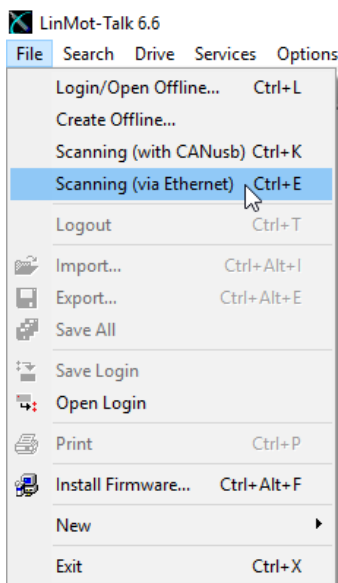 LinMot-Talk 6.6
File Search Drive Services Options
Login/Open Offline... Ctrl+L
Create Offline...
Scanning (with CANusb) Ctrl+K
Scanning (via Ethernet) Ctrl+E
Logout Ctrl+T
Import... Ctrl+Alt+I
Export... Ctrl+Alt+E
Save All
Save Login
Open Login
Print Ctrl+P
Install Firmware... Ctrl+Alt+F
New
Exit Ctrl+X